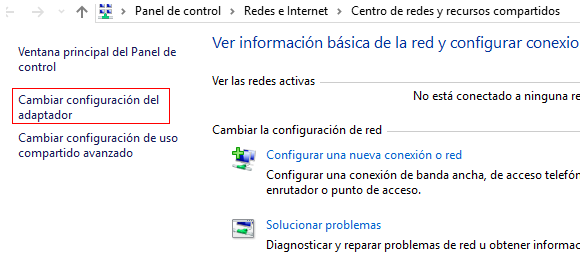 Panel de control > Redes e Internet > Centro de redes y recursos compartidos
Ventana principal del Panel de
control
Cambiar configuración del
adaptador
Cambiar configuración de uso
compartido avanzado
Ver información básica de la red y configurar conexio
Ver las redes activas
No está conectado a ninguna re
Cambiar la configuración de red
Configurar una nueva conexión o red
Configurar una conexión de banda ancha, de acceso telefór
enrutador o punto de acceso.
Solucionar problemas
Diagnosticar y reparar problemas de red u obtener informac